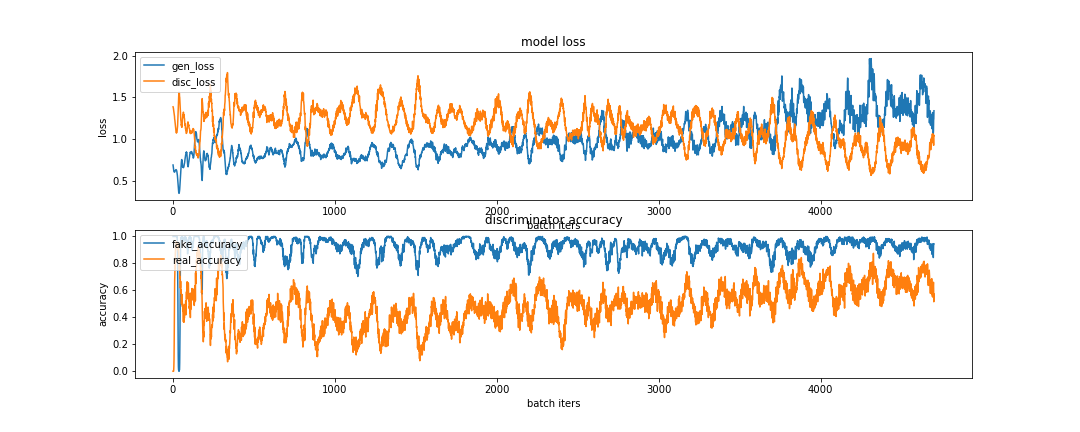 model loss
2.0
1.5
1.0
0.5
loss
gen_loss
disc_loss
0
1000
2000
3000
4000
batch iters
discriminator accuracy
1.0
0.8
0.6
0.4
0.2
0.0
accuracy
fake_accuracy
real_accuracy
0
1000
2000
3000
4000
batch iters